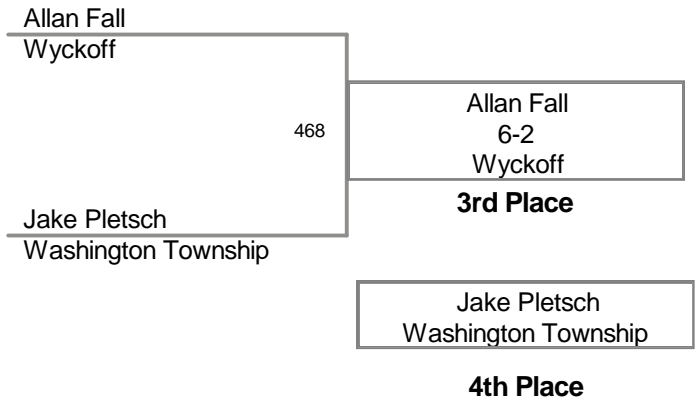 Allan Fall
Wyckoff
468
Allan Fall
6-2
Wyckoff
3rd Place
Jake Pletsch
Washington Township
Jake Pletsch
Washington Township
4th Place